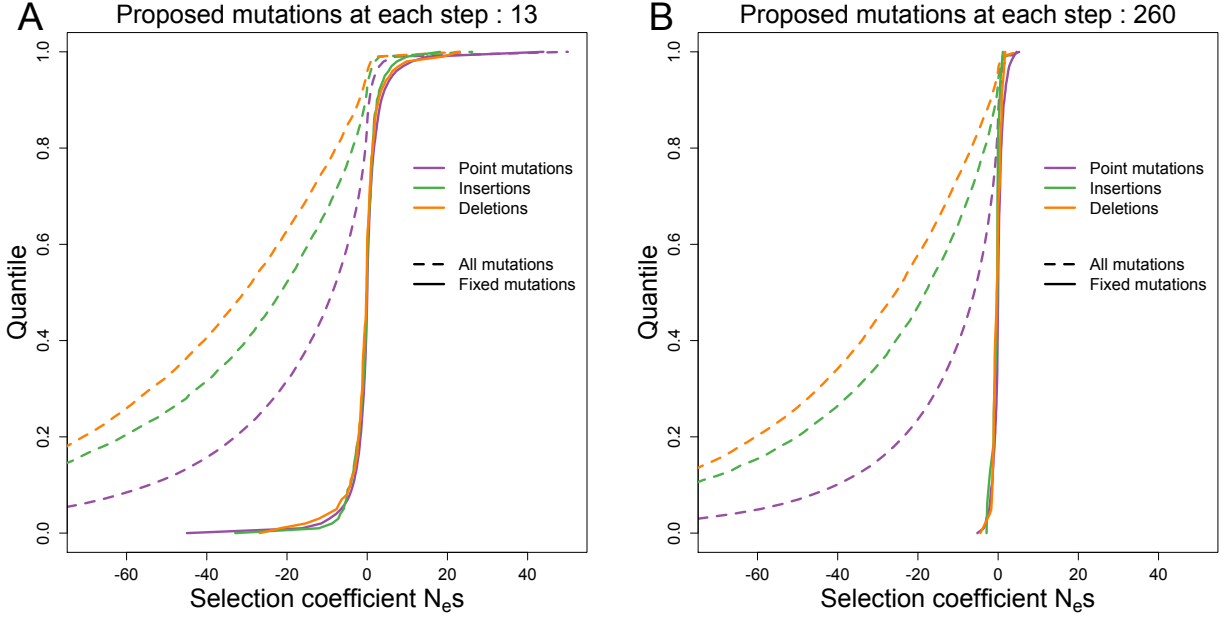 A
Proposed mutations at each step : 13
1.0
0.8
0.6
0.4
0.2
0.0
Quantile
Point mutations
Insertions
Deletions
All mutations
Fixed mutations
-60 -40 -20 0 20 40
Selection coefficient Nes
B
Proposed mutations at each step : 260
1.0
0.8
0.6
0.4
0.2
0.0
Quantile
Point mutations
Insertions
Deletions
All mutations
Fixed mutations
-60 -40 -20 0 20 40
Selection coefficient Nes